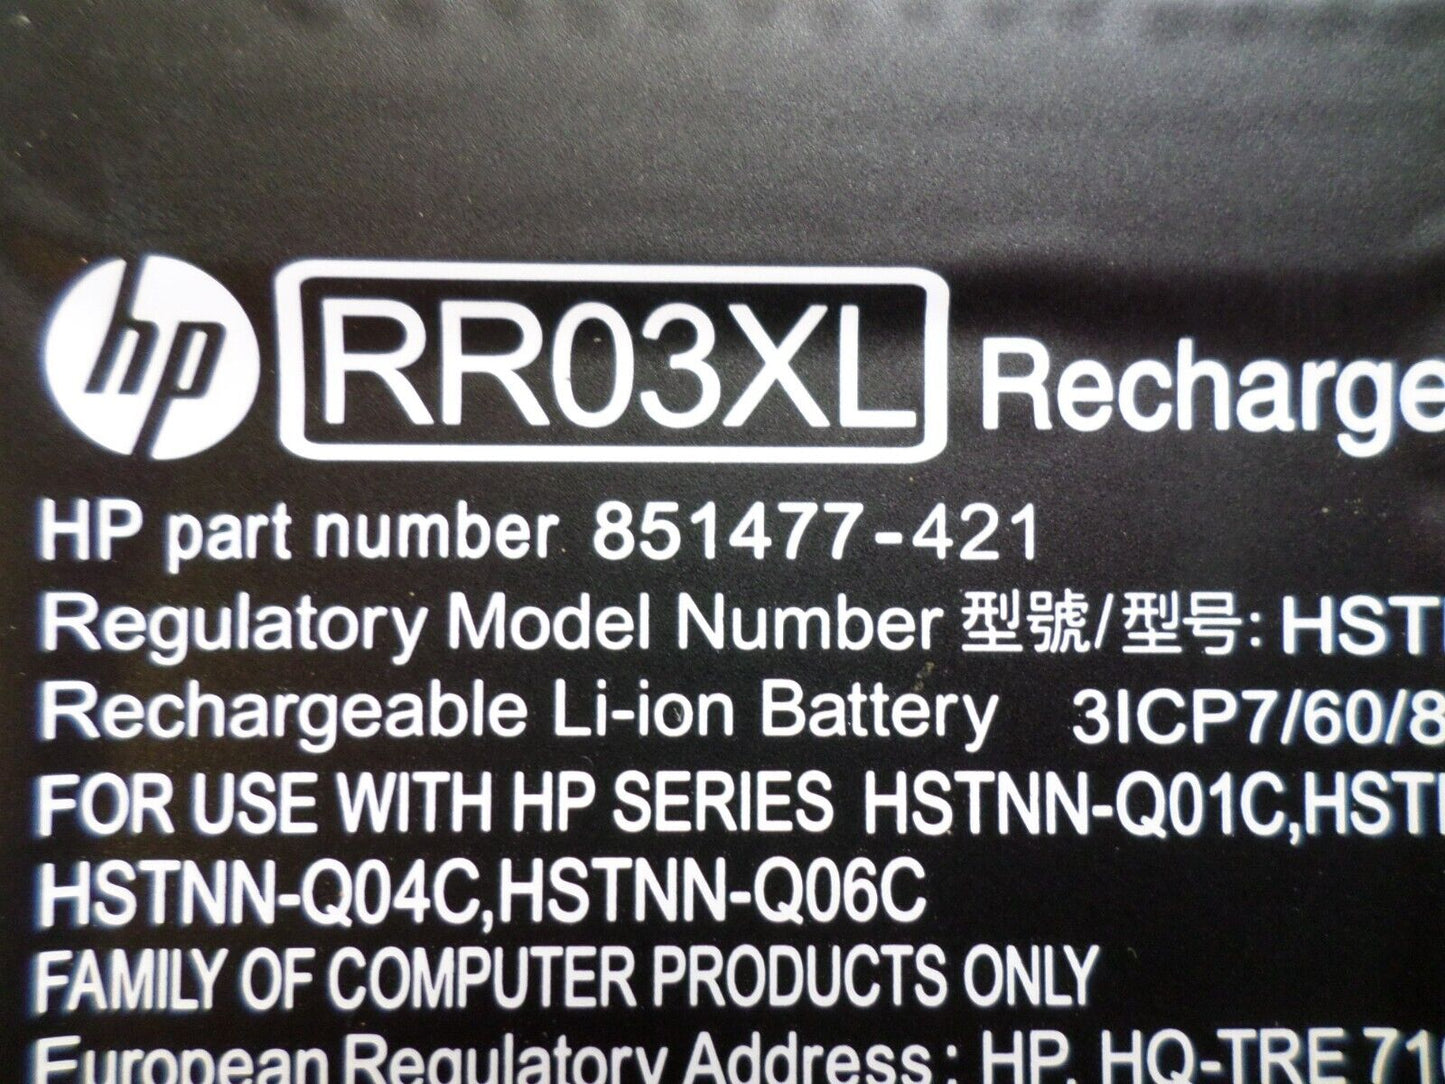 hp RR03XL Recharge
HP part number 851477-421
Regulatory Model Number 型號/型号: HST
Rechargeable Li-ion Battery 3ICP7/60/8
FOR USE WITH HP SERIES HSTNN-Q01C,HST
HSTNN-Q04C,HSTNN-Q06C
FAMILY OF COMPUTER PRODUCTS ONLY
European Regulatory Address: HP, HQ-TRE 71